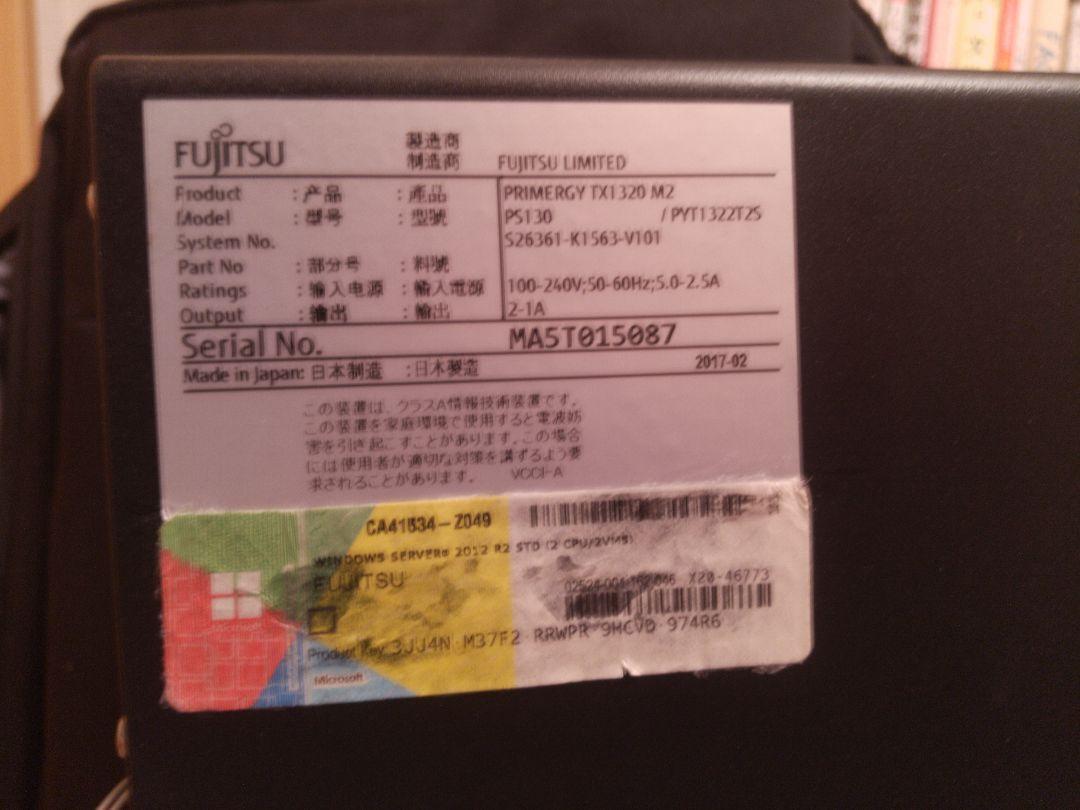 FUJITSU
製造商
制造商 FUJITSU LIMITED
Product : 产品 : 產品 PRIMERGY TX1320 M2
Model : 型号 : 型號 PS130 / PYT1322T2S
System No. S26361-K1563-V101
Part No : 部分号 : 料號
Ratings : 输入电源 : 輸入電源 100-240V;50-60Hz;5.0-2.5A
Output : 输出 : 輸出 2-1A
Serial No. MA5T015087
Made in Japan: 日本制造 :日本製造 2017-02
この装置は、クラスA情報技術装置です。
この装置を家庭環境で使用すると電波妨
害を引き起こすことがあります。この場合
には使用者が適切な対策を講ずるよう要
求されることがあります。 VCCI-A
CA41634-Z049
WINDOWS SERVER® 2012 R2 STD (2 CPU/2VMS)
FUJITSU
X20-46773
Product Key: 3JJ4N M37F2 RRWPR 974R6
Microsoft